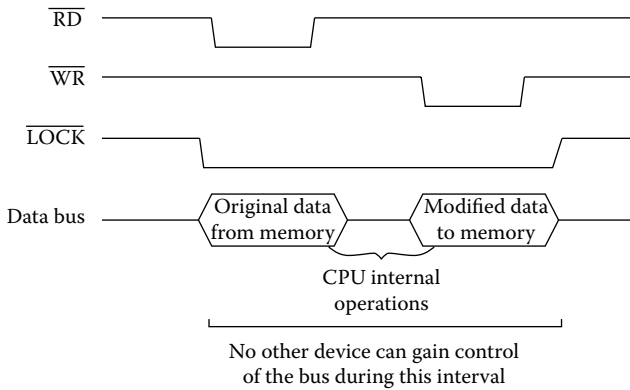 RD
WR
LOCK
Data bus
Original data
from memory
Modified data
to memory
CPU internal
operations
No other device can gain control
of the bus during this interval